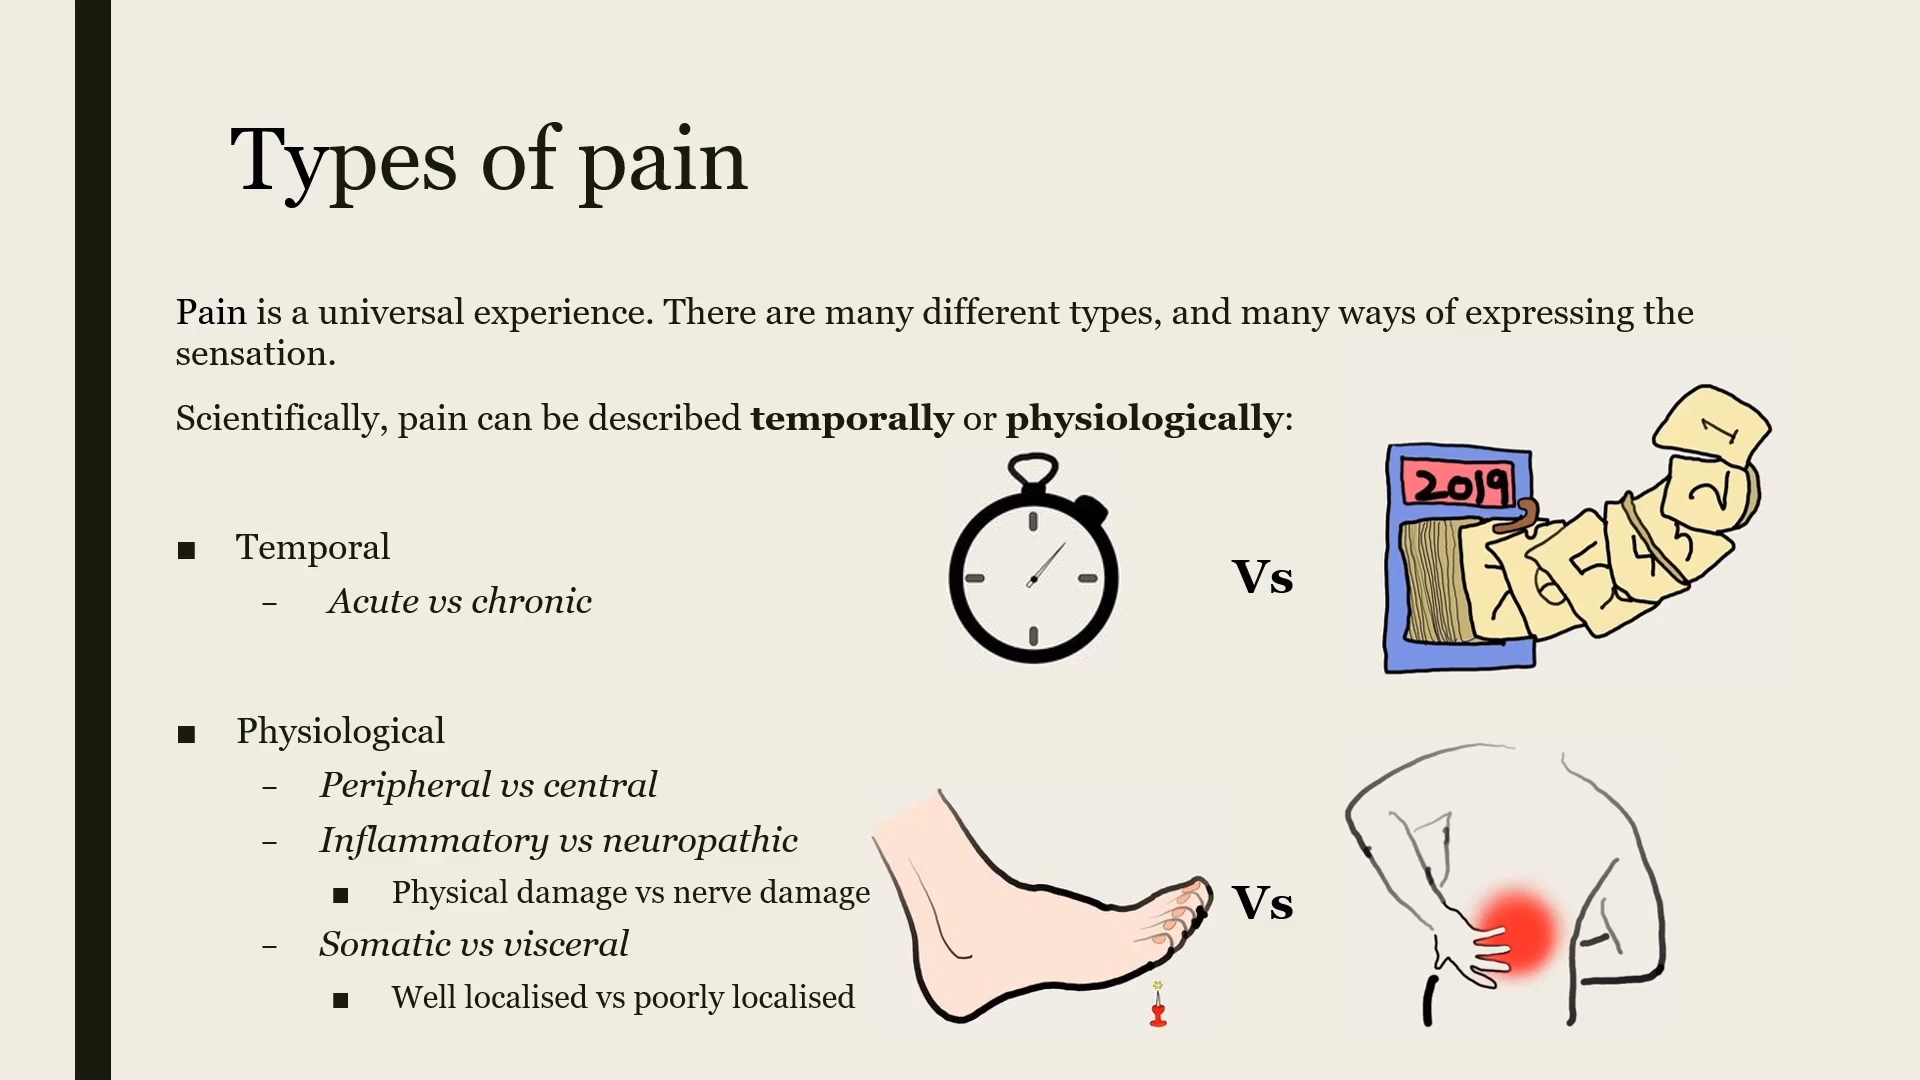 Types of pain
Pain is a universal experience. There are many different types, and many ways of expressing the
sensation.
Scientifically, pain can be described temporally or physiologically:
■ Temporal
– Acute vs chronic
Vs
2019
1
2
3
4
5
6
■ Physiological
– Peripheral vs central
– Inflammatory vs neuropathic
■ Physical damage vs nerve damage
– Somatic vs visceral
■ Well localised vs poorly localised
Vs